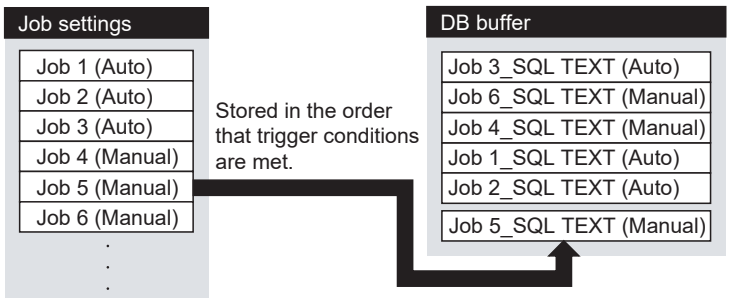 Job settings
Job 1 (Auto)
Job 2 (Auto)
Job 3 (Auto)
Job 4 (Manual)
Job 5 (Manual)
Job 6 (Manual)
.
.
.
Stored in the order
that trigger conditions
are met.
DB buffer
Job 3_SQL TEXT (Auto)
Job 6_SQL TEXT (Manual)
Job 4_SQL TEXT (Manual)
Job 1_SQL TEXT (Auto)
Job 2_SQL TEXT (Auto)
Job 5_SQL TEXT (Manual)